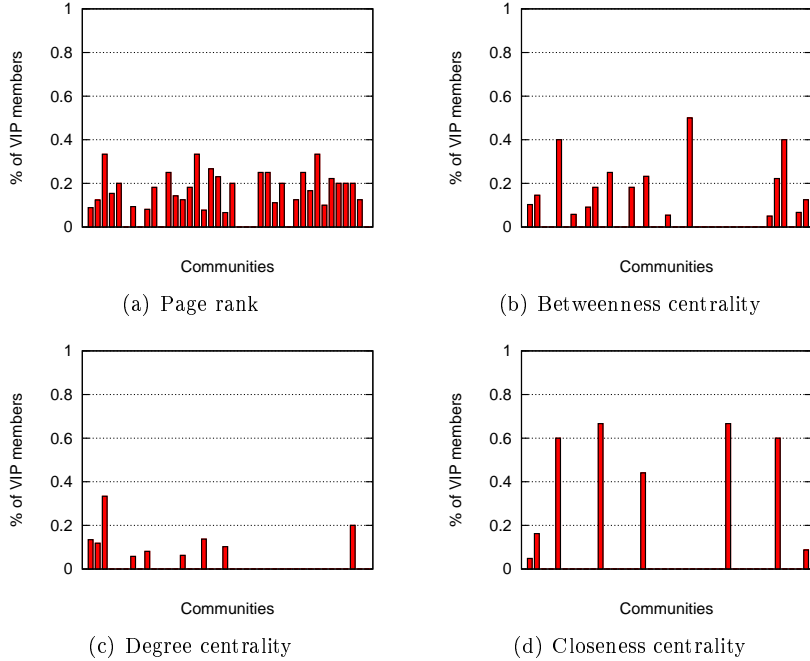 1
0.8
0.6
0.4
0.2
0
% of VIP members
Communities
(a) Page rank
1
0.8
0.6
0.4
0.2
0
% of VIP members
Communities
(b) Betweenness centrality
1
0.8
0.6
0.4
0.2
0
% of VIP members
Communities
(c) Degree centrality
1
0.8
0.6
0.4
0.2
0
% of VIP members
Communities
(d) Closeness centrality